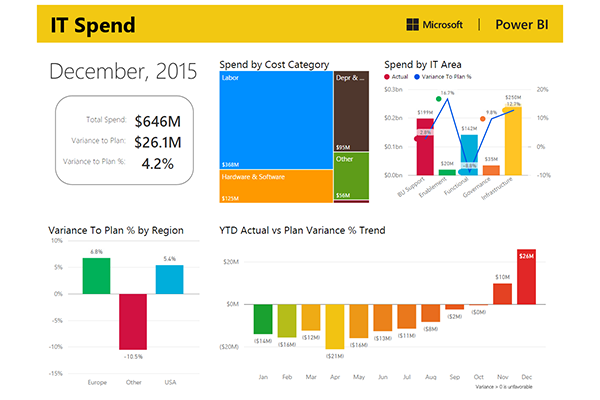 IT Spend
Microsoft | Power BI
December, 2015
Total Spend: $646M
Variance to Plan: $26.1M
Variance to Plan %: 4.2%
Spend by Cost Category
Labor
$368M
Depr & ...
$95M
Hardware & Software
$125M
Other
$56M
Spend by IT Area
Actual Variance To Plan %
$0.3bn
$0.2bn
$0.1bn
$0.0bn
20%
10%
0%
-10%
$199M
-2.8%
16.7%
$20M
$142M
9.8%
$35M
$250M
12.7%
BU Support
Enablement
Functional
Governance
Infrastructure
Variance To Plan % by Region
10%
5%
0%
-5%
-10%
-15%
6.8%
-10.5%
5.4%
Europe Other USA
YTD Actual vs Plan Variance % Trend
$20M
$0M
($20M)
($14M) ($16M) ($12M) ($21M) ($16M) ($13M) ($11M) ($8M) ($2M) ($0M) $10M $26M
Jan Feb Mar Apr May Jun Jul Aug Sep Oct Nov Dec
Variance > 0 is unfavorable